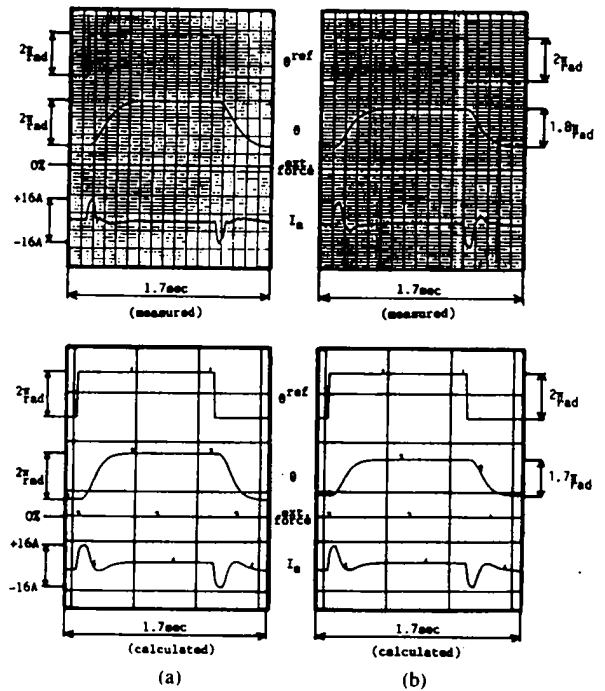 2π rad
θ ref
2π rad
2π rad
θ
1.8π rad
0%
ext. force
+16A
Ia
-16A
1.7sec
1.7sec
(measured)
(measured)
2π rad
θ ref
2π rad
2π rad
θ
1.7π rad
0%
ext. force
+16A
Ia
-16A
1.7sec
1.7sec
(calculated)
(calculated)
(a)
(b)